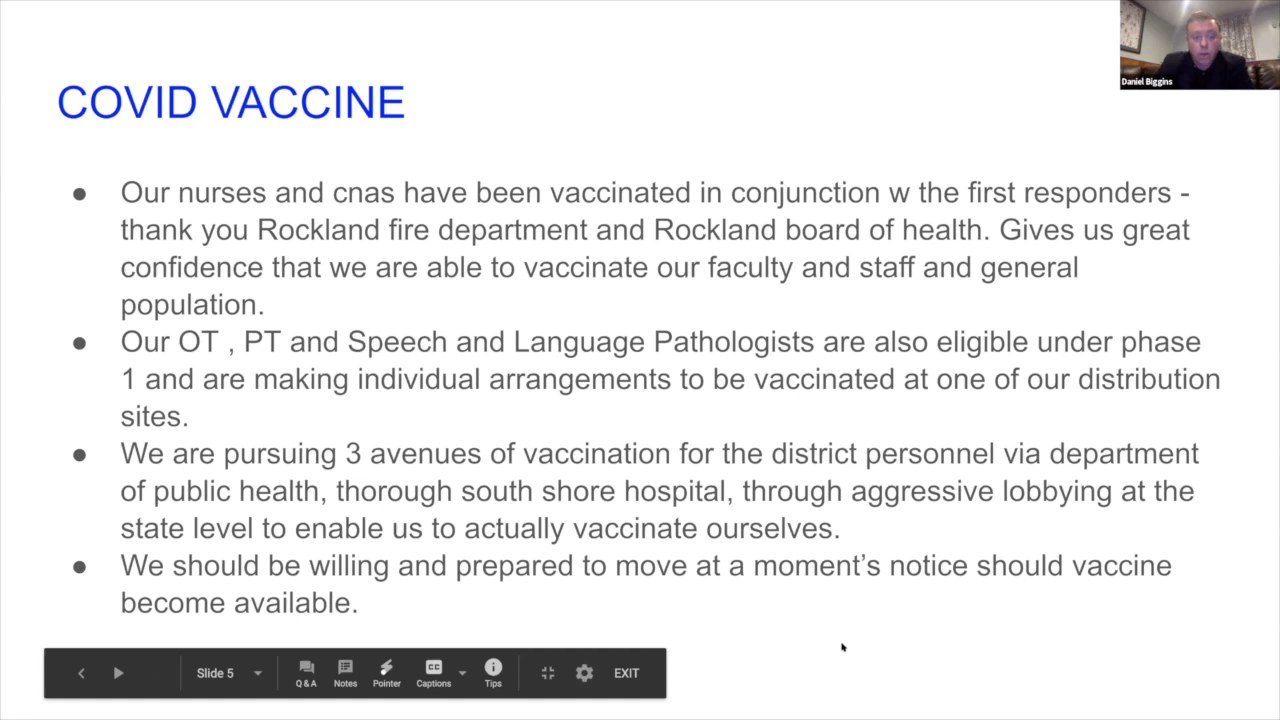 Daniel Biggins
COVID VACCINE
● Our nurses and cnas have been vaccinated in conjunction w the first responders -
thank you Rockland fire department and Rockland board of health. Gives us great
confidence that we are able to vaccinate our faculty and staff and general
population.
● Our OT , PT and Speech and Language Pathologists are also eligible under phase
1 and are making individual arrangements to be vaccinated at one of our distribution
sites.
● We are pursuing 3 avenues of vaccination for the district personnel via department
of public health, thorough south shore hospital, through aggressive lobbying at the
state level to enable us to actually vaccinate ourselves.
● We should be willing and prepared to move at a moment’s notice should vaccine
become available.
Slide 5
Q & A Notes Pointer Captions Tips
EXIT